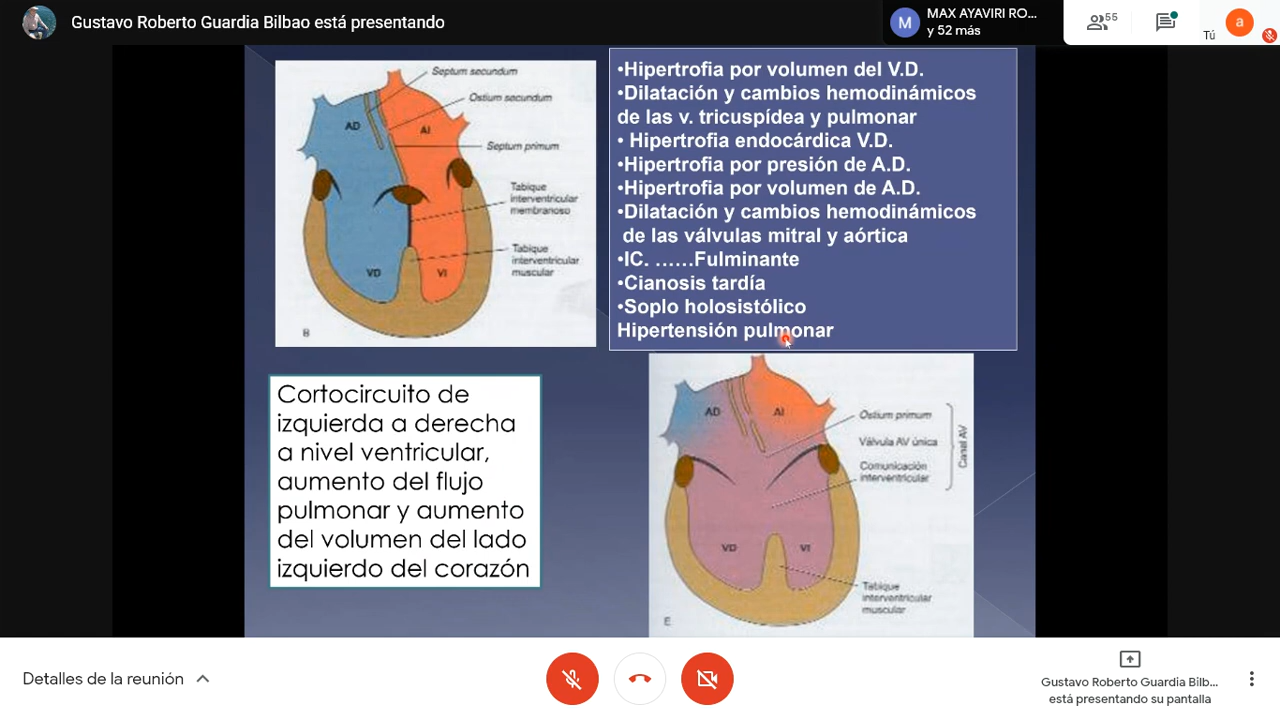 Gustavo Roberto Guardia Bilbao está presentando
M
MAX AYAVIRI RO...
y 52 más
55
Tú
a
Septum secundum
Ostium secundum
Septum primum
Tabique
interventricular
membranoso
Tabique
interventricular
muscular
AD
AI
VD
VI
B
•Hipertrofia por volumen del V.D.
•Dilatación y cambios hemodinámicos
de las v. tricuspídea y pulmonar
• Hipertrofia endocárdica V.D.
•Hipertrofia por presión de A.D.
•Hipertrofia por volumen de A.D.
•Dilatación y cambios hemodinámicos
de las válvulas mitral y aórtica
•IC. ......Fulminante
•Cianosis tardía
•Soplo holosistólico
Hipertensión pulmonar
Cortocircuito de
izquierda a derecha
a nivel ventricular,
aumento del flujo
pulmonar y aumento
del volumen del lado
izquierdo del corazón
AD
AI
Ostium primum
Válvula AV única
Comunicación
interventricular
Canal AV
VD
VI
Tabique
interventricular
muscular
E
Detalles de la reunión
Gustavo Roberto Guardia Bilb...
está presentando su pantalla